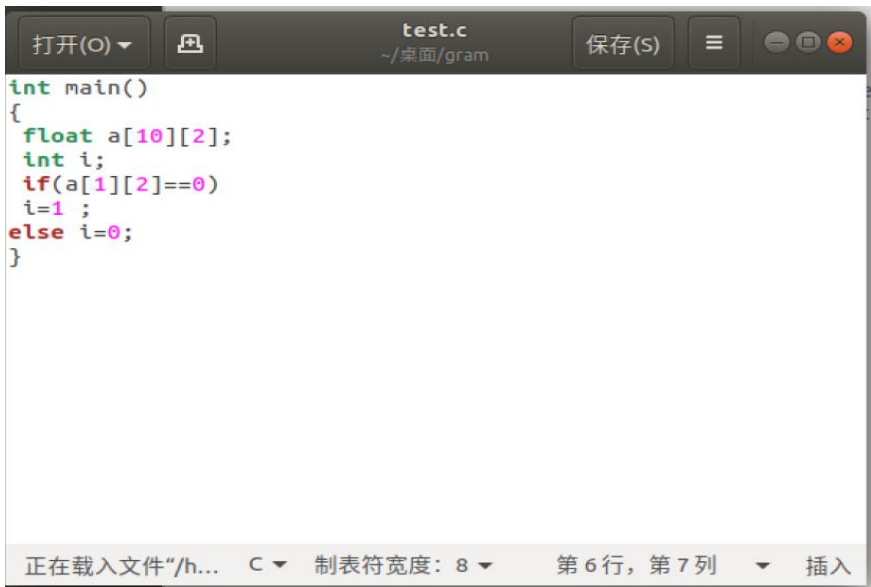 打开(O)
test.c
~/桌面/gram
保存(S)
int main()
{
float a[10][2];
int i;
if(a[1][2]==0)
i=1 ;
else i=0;
}
正在载入文件“/h... C 制表符宽度：8 第 6 行，第 7 列 插入